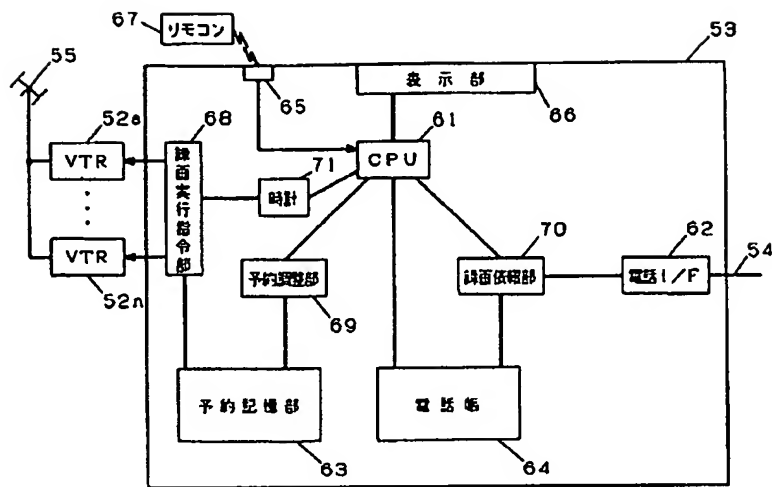 67
リモコン
53
55
65
表示部
66
52a
68
61
VTR
71
CPU
録画実行指令部
時計
70
62
VTR
予約調整部
録画依頼部
電話I/F
54
52n
69
予約記憶部
電話帳
63
64